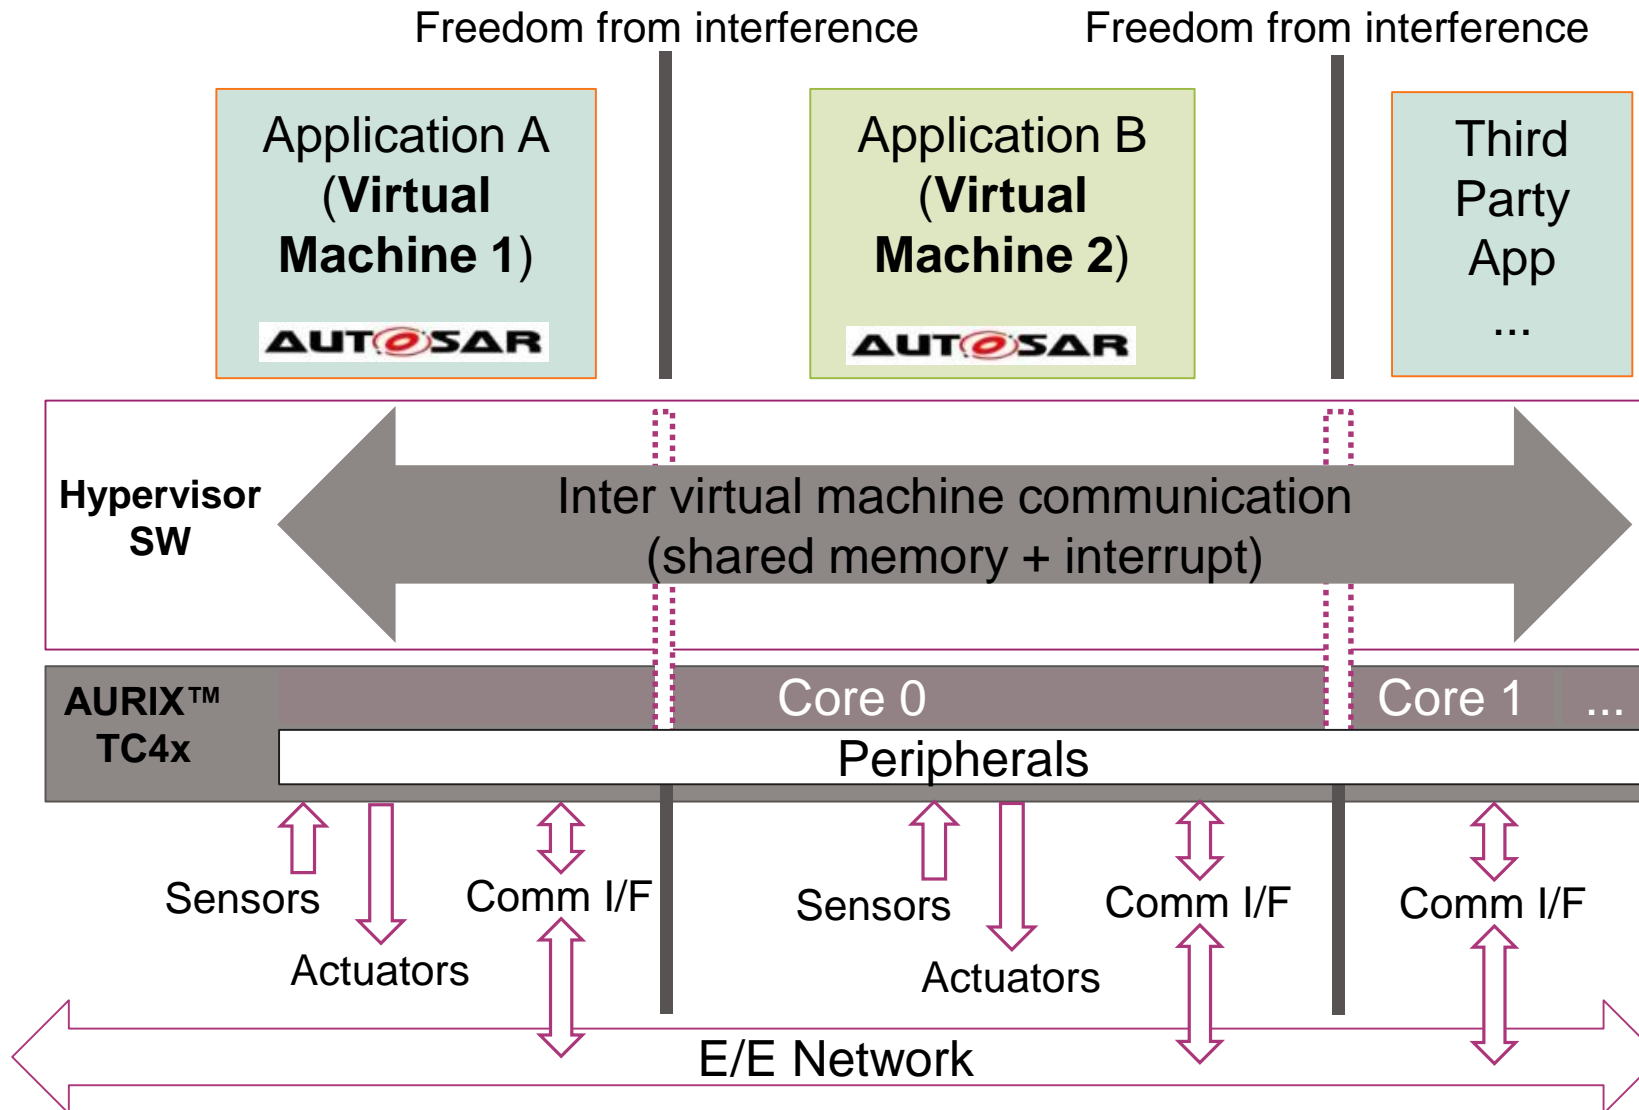 Freedom from interference
Freedom from interference
Application A
(Virtual
Machine 1)
AUTOSAR
Application B
(Virtual
Machine 2)
AUTOSAR
Third
Party
App
...
Hypervisor
SW
Inter virtual machine communication
(shared memory + interrupt)
AURIX™
TC4x
Core 0
Core 1
...
Peripherals
Sensors
Actuators
Comm I/F
Sensors
Actuators
Comm I/F
Comm I/F
E/E Network